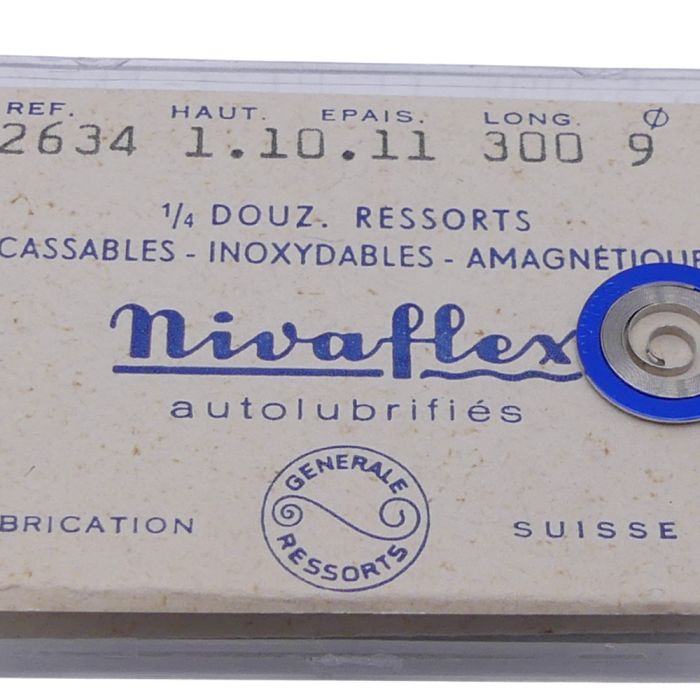 REF. HAUT. EPAIS. LONG. Ø
2634 1.10.11 300 9
1/4 DOUZ. RESSORTS
CASSABLES - INOXYDABLES - AMAGNÉTIQUE
Nivaflex
autolubrifiés
GENERALE
RESSORTS
BRICATION SUISSE